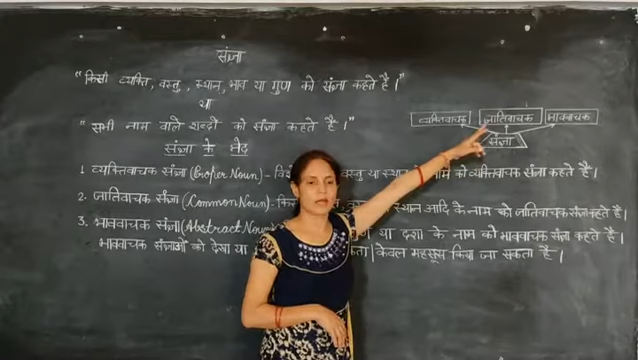 संज्ञा
"किसी व्यक्ति, वस्तु, स्थान, भाव या गुण को संज्ञा कहते है।"
या
"सभी नाम वाले शब्दों को संज्ञा कहते है।"
व्यक्तिवाचक जातिवाचक भाववाचक
संज्ञा
संज्ञा के भेद
1. व्यक्तिवाचक संज्ञा (Proper Noun) - वस्तु या स्थान के नाम को व्यक्तिवाचक संज्ञा कहते है।
2. जातिवाचक संज्ञा (Common Noun) - स्थान आदि के नाम को जातिवाचक संज्ञा कहते है।
3. भाववाचक संज्ञा (Abstract Noun) या दशा के नाम को भाववाचक संज्ञा कहते है।
भाववाचक संज्ञाओं को देखा या केवल महसूस किया जा सकता है।